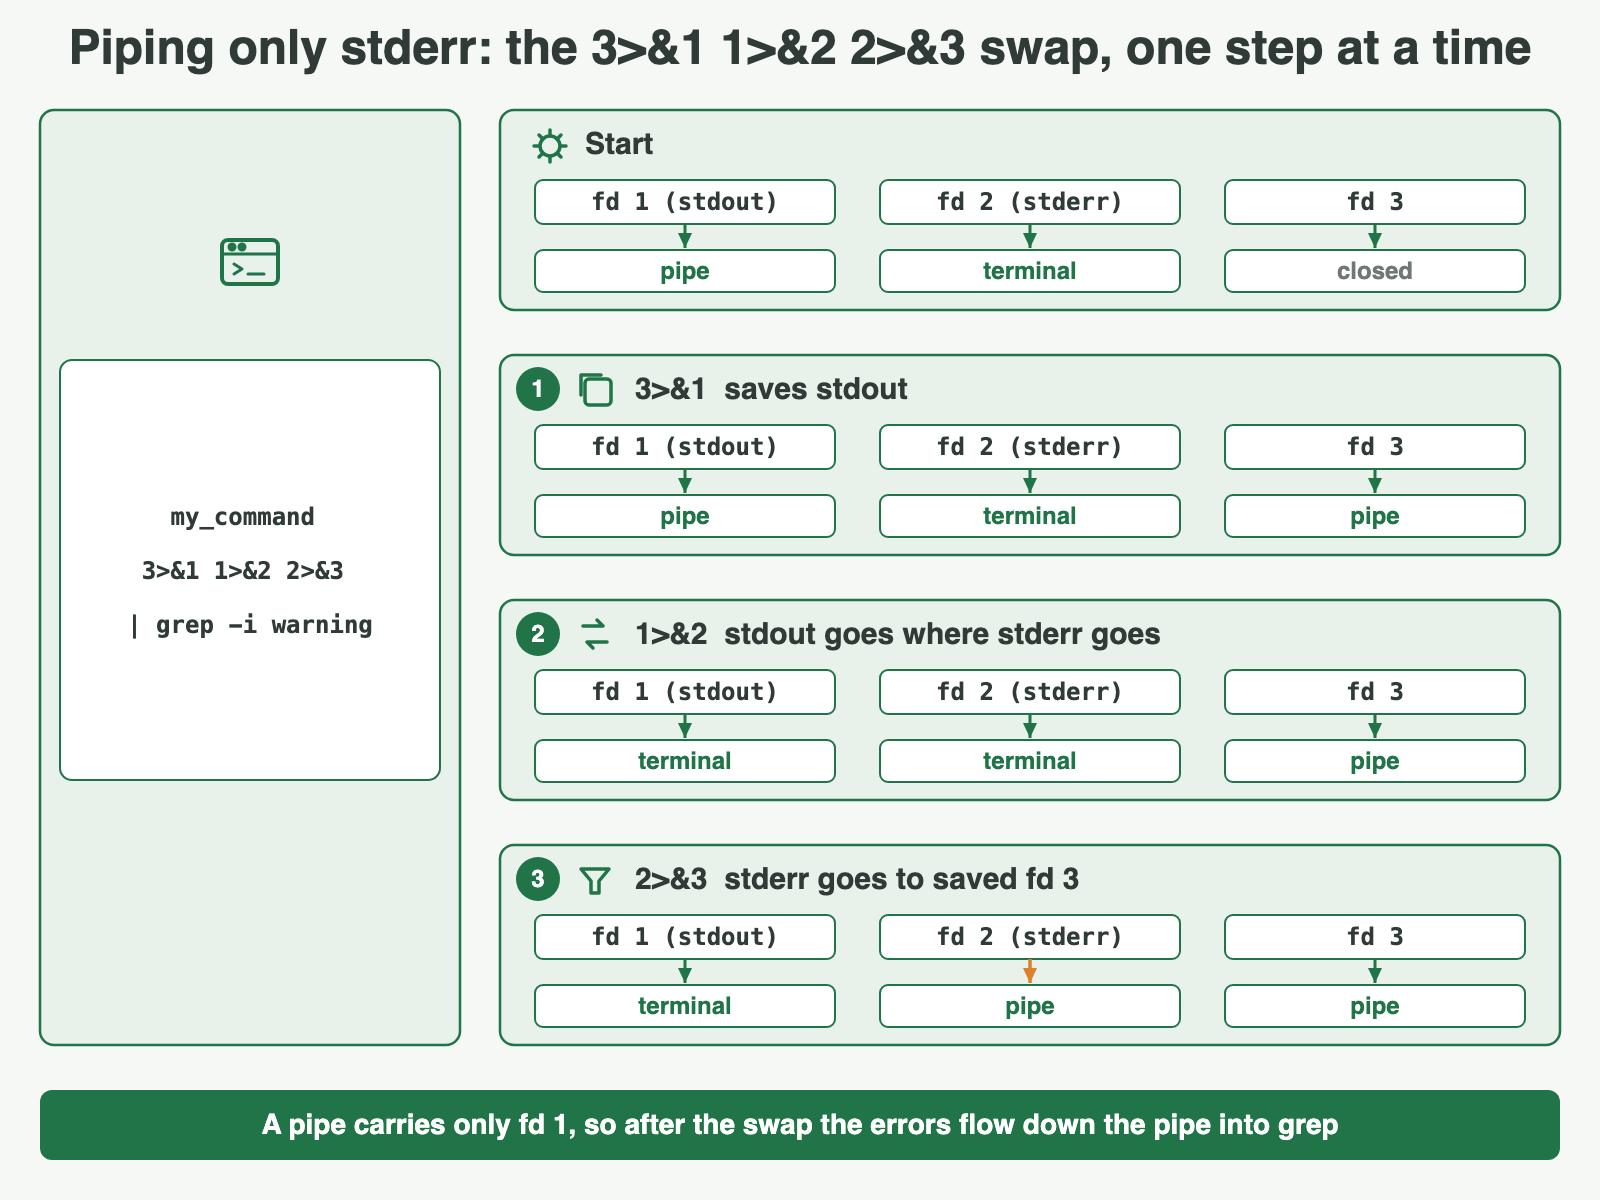 Piping only stderr: the 3>&1 1>&2 2>&3 swap, one step at a time
>_
my_command
3>&1 1>&2 2>&3
| grep -i warning
Start
fd 1 (stdout)
fd 2 (stderr)
fd 3
pipe
terminal
closed
1
3>&1 saves stdout
fd 1 (stdout)
fd 2 (stderr)
fd 3
pipe
terminal
pipe
2
1>&2 stdout goes where stderr goes
fd 1 (stdout)
fd 2 (stderr)
fd 3
terminal
terminal
pipe
3
2>&3 stderr goes to saved fd 3
fd 1 (stdout)
fd 2 (stderr)
fd 3
terminal
pipe
pipe
A pipe carries only fd 1, so after the swap the errors flow down the pipe into grep